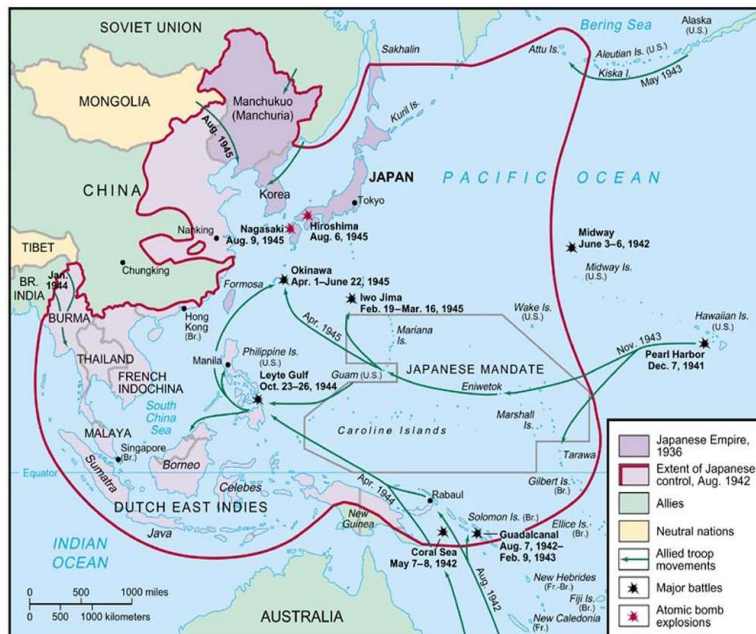 SOVIET UNION
Bering Sea
Alaska
(U.S.)
Sakhalin
Attu Is.
Aleutian Is. (U.S.)
Kiska I.
May 1943
MONGOLIA
Manchukuo
(Manchuria)
Kuril Is.
Aug. 1945
CHINA
Korea
JAPAN
Tokyo
PACIFIC OCEAN
Nanking
Nagasaki
Aug. 9, 1945
Hiroshima
Aug. 6, 1945
Midway
June 3–6, 1942
TIBET
Chungking
Midway Is.
(U.S.)
BR.
INDIA
Jan.
1944
Formosa
Okinawa
Apr. 1–June 22, 1945
Iwo Jima
Feb. 19–Mar. 16, 1945
BURMA
Hong
Kong
(Br.)
Wake Is.
(U.S.)
Hawaiian Is.
(U.S.)
Mariana
Is.
Apr. 1945
Nov. 1943
THAILAND
Manila
Philippine Is.
(U.S.)
JAPANESE MANDATE
Pearl Harbor
Dec. 7, 1941
FRENCH
INDOCHINA
Leyte Gulf
Oct. 23–26, 1944
Guam (U.S.)
Eniwetok
South
China
Sea
Marshall
Is.
Caroline Islands
MALAYA
Singapore
(Br.)
Tarawa
Equator
Sumatra
Borneo
Celebes
Apr. 1944
Rabaul
Gilbert Is.
(Br.)
DUTCH EAST INDIES
New
Guinea
Solomon Is. (Br.)
Ellice Is.
(Br.)
Java
Guadalcanal
Aug. 7, 1942–
Feb. 9, 1943
Coral Sea
May 7–8, 1942
INDIAN
OCEAN
Aug. 1942
New Hebrides
(Fr.-Br.)
Fiji Is.
(Br.)
New Caledonia
(Fr.)
AUSTRALIA
0 500 1000 miles
0 500 1000 kilometers
Japanese Empire,
1936
Extent of Japanese
control, Aug. 1942
Allies
Neutral nations
Allied troop
movements
Major battles
Atomic bomb
explosions